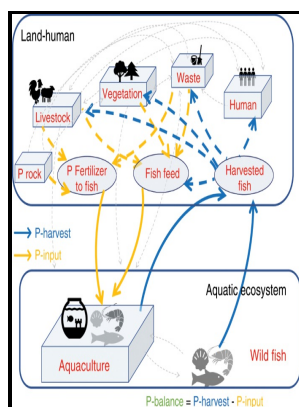 Land-human
Waste
Vegetation
Human
Livestock
P rock
P Fertilizer
to fish
Fish feed
Harvested
fish
P-harvest
P-input
Aquatic ecosystem
Aquaculture
Wild fish
P-balance = P-harvest - P-input